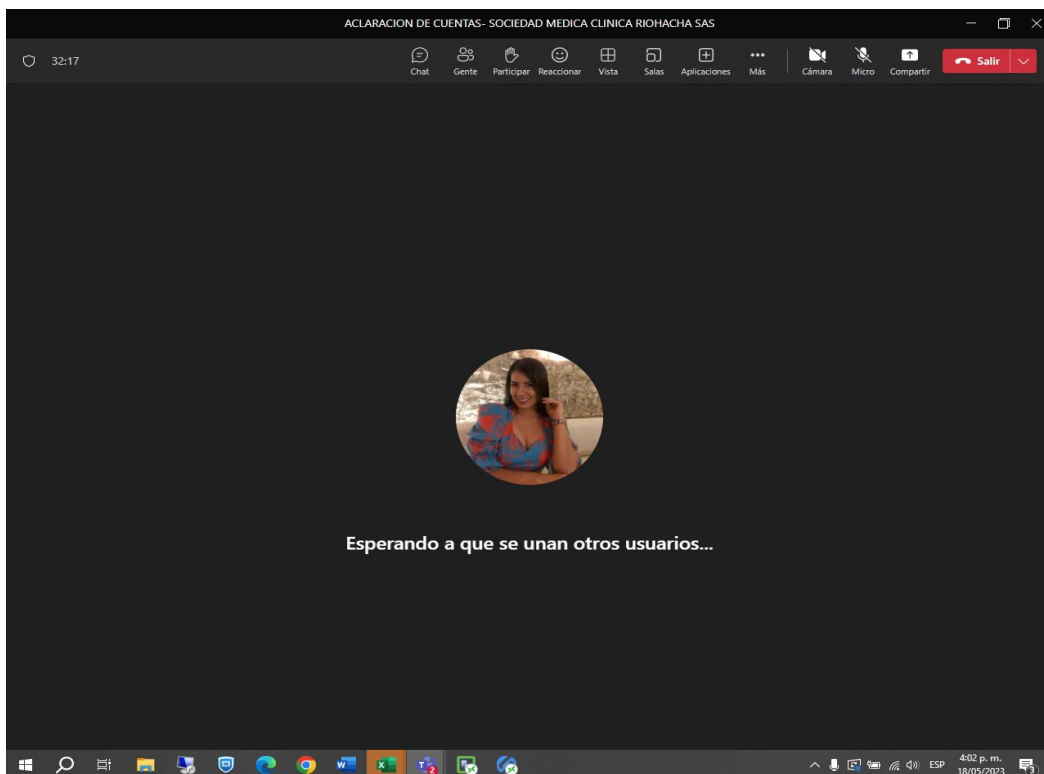 ACLARACION DE CUENTAS- SOCIEDAD MEDICA CLINICA RIOHACHA SAS
32:17
Chat Gente Participar Reaccionar Vista Salas Aplicaciones Más Cámara Micro Compartir Salir
Esperando a que se unan otros usuarios...
ESP
4:02 p. m.
18/05/2023